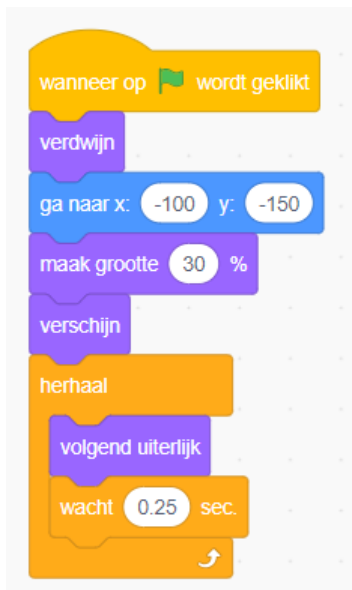 wanneer op wordt geklikt
verdwijn
ga naar x: -100 y: -150
maak grootte 30 %
verschijn
herhaal
volgend uiterlijk
wacht 0.25 sec.